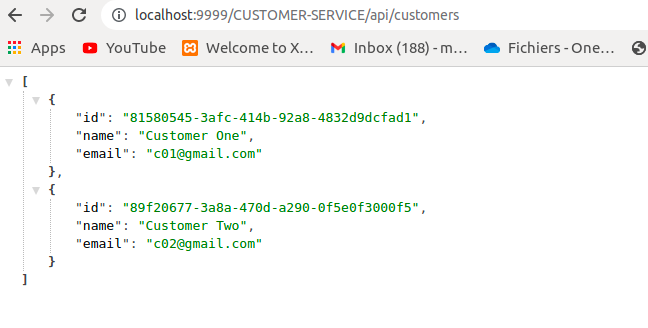 localhost:9999/CUSTOMER-SERVICE/api/customers
Apps YouTube Welcome to X... Inbox (188) - m... Fichiers - One...
[
{
"id": "81580545-3afc-414b-92a8-4832d9dcfad1",
"name": "Customer One",
"email": "c01@gmail.com"
},
{
"id": "89f20677-3a8a-470d-a290-0f5e0f3000f5",
"name": "Customer Two",
"email": "c02@gmail.com"
}
]